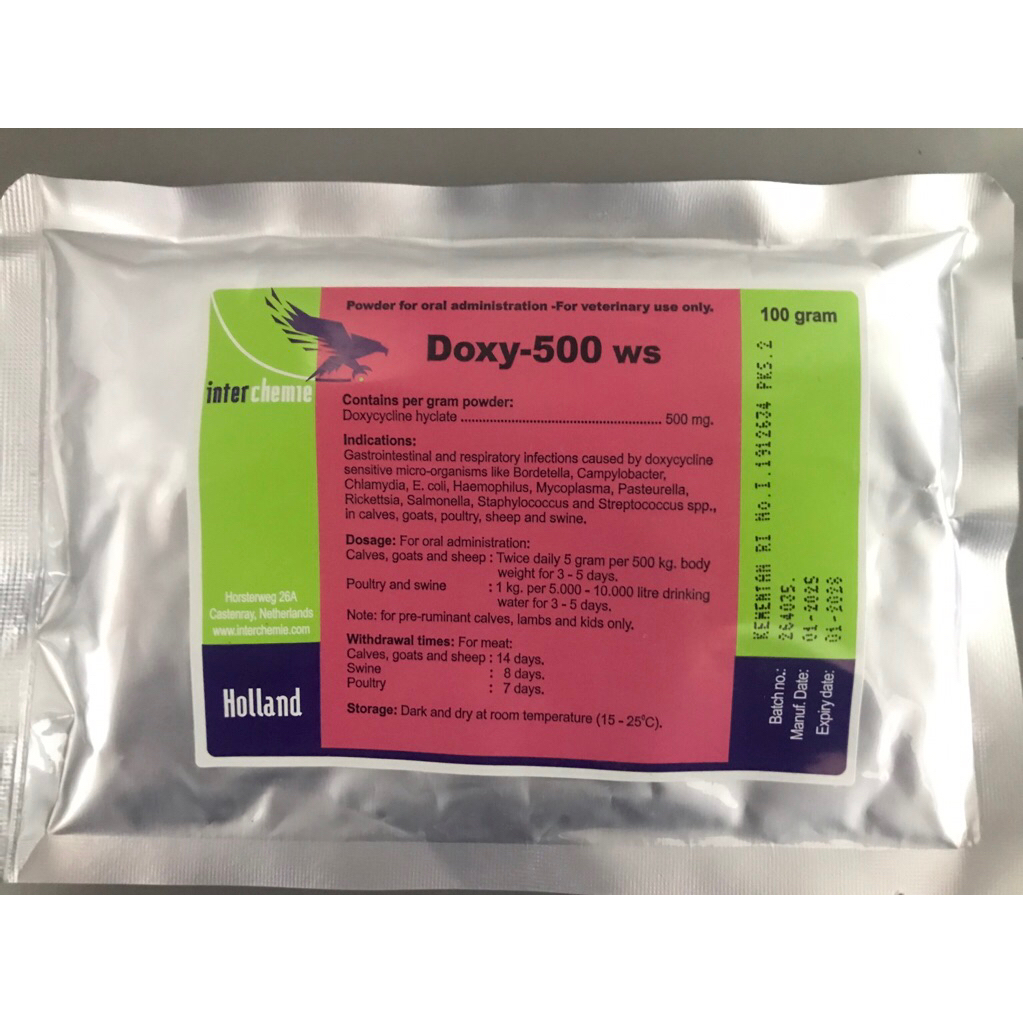 Powder for oral administration -For veterinary use only.
Doxy-500 ws
100 gram
interchemie
Contains per gram powder:
Doxycycline hyclate ........................................................ 500 mg.
Indications:
Gastrointestinal and respiratory infections caused by doxycycline
sensitive micro-organisms like Bordetella, Campylobacter,
Chlamydia, E. coli, Haemophilus, Mycoplasma, Pasteurella,
Rickettsia, Salmonella, Staphylococcus and Streptococcus spp.,
in calves, goats, poultry, sheep and swine.
Dosage: For oral administration:
Calves, goats and sheep : Twice daily 5 gram per 500 kg. body
weight for 3 - 5 days.
Poultry and swine : 1 kg. per 5.000 - 10.000 litre drinking
water for 3 - 5 days.
Note: for pre-ruminant calves, lambs and kids only.
Withdrawal times: For meat:
Calves, goats and sheep : 14 days.
Swine : 8 days.
Poultry : 7 days.
Storage: Dark and dry at room temperature (15 - 25°C).
Horsterweg 26A
Castenray, Netherlands
www.interchemie.com
Holland
KEMENTAN RI No.I.1912634 PKS.2
Batch no.: 264035.
Manuf. Date: 01-2025
Expiry date: 01-2028